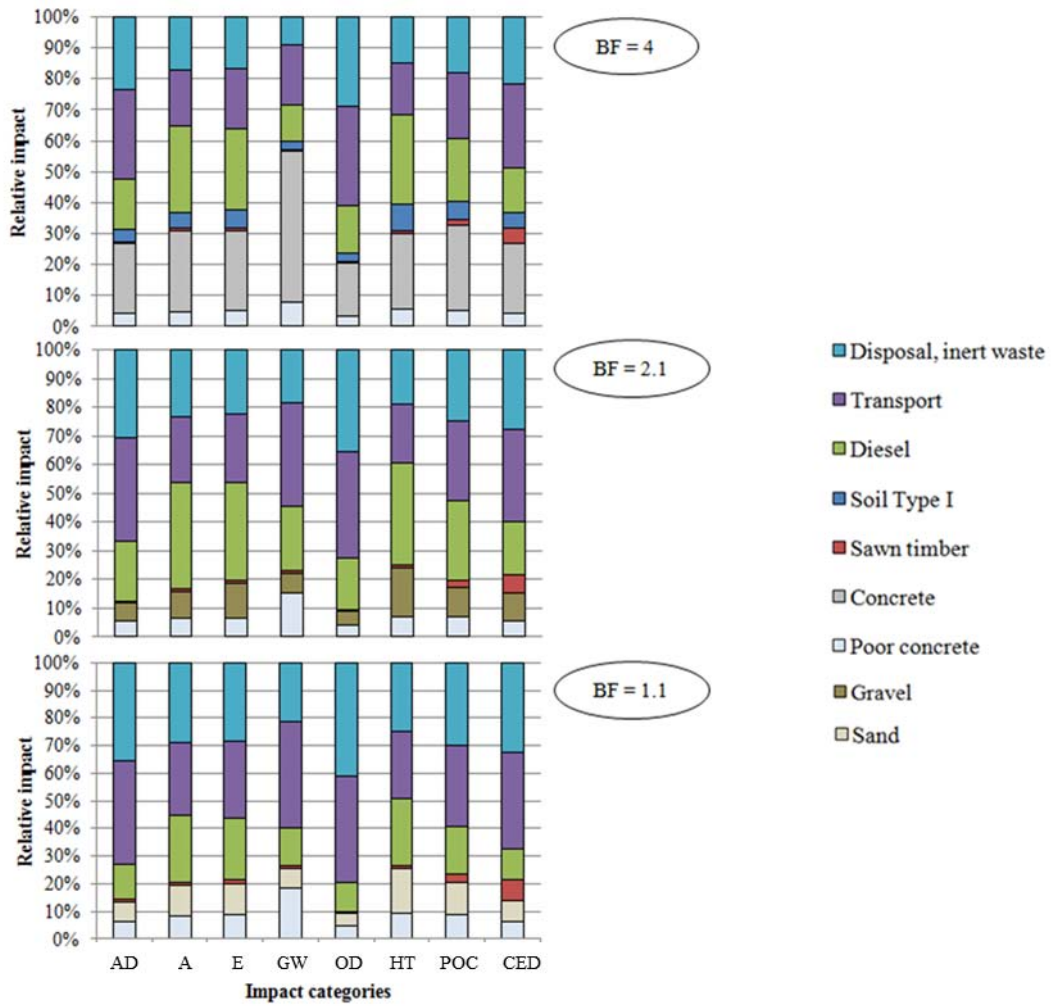 100%
90%
80%
70%
60%
50%
40%
30%
20%
10%
0%
Relative impact
BF = 4
100%
90%
80%
70%
60%
50%
40%
30%
20%
10%
0%
Relative impact
BF = 2.1
100%
90%
80%
70%
60%
50%
40%
30%
20%
10%
0%
Relative impact
BF = 1.1
AD A E GW OD HT POC CED
Impact categories
Disposal, inert waste
Transport
Diesel
Soil Type I
Sawn timber
Concrete
Poor concrete
Gravel
Sand